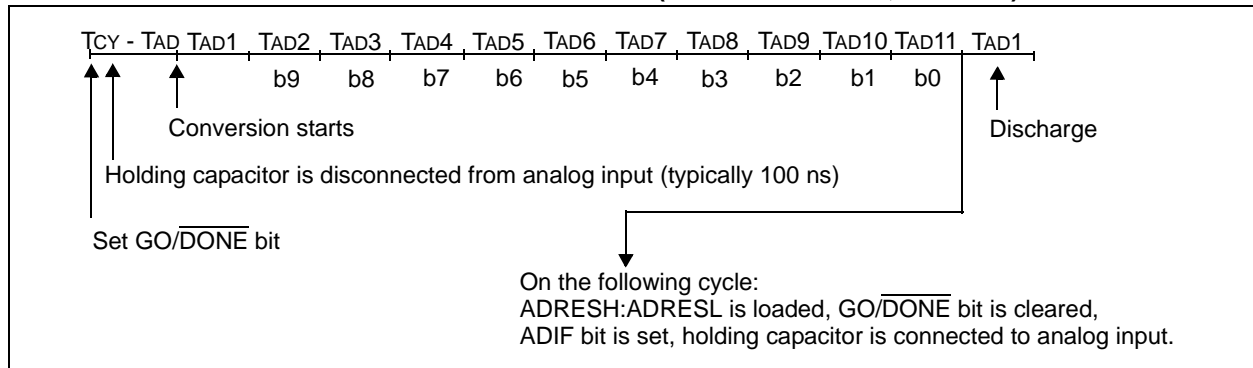 TCY - TAD TAD1 TAD2 TAD3 TAD4 TAD5 TAD6 TAD7 TAD8 TAD9 TAD10 TAD11 TAD1
b9 b8 b7 b6 b5 b4 b3 b2 b1 b0
Conversion starts
Discharge
Holding capacitor is disconnected from analog input (typically 100 ns)
Set GO/DONE bit
On the following cycle:
ADRESH:ADRESL is loaded, GO/DONE bit is cleared,
ADIF bit is set, holding capacitor is connected to analog input.